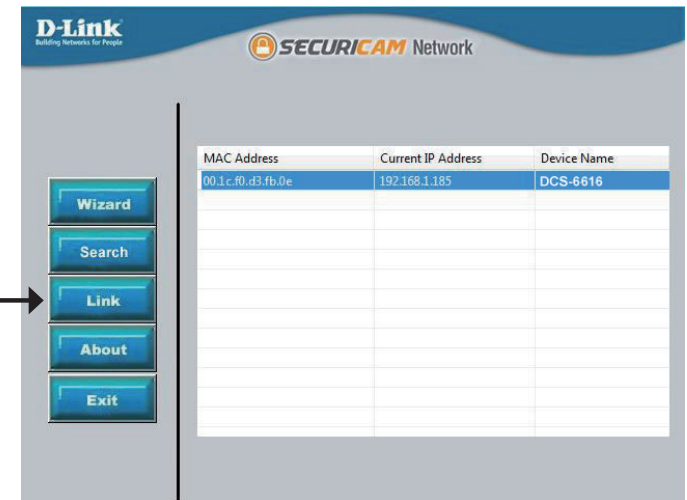 D-Link
Building Networks for People
SECURICAM Network
MAC Address Current IP Address Device Name
00.1c.f0.d3.fb.0e 192.168.1.185 DCS-6616
Wizard
Search
Link
About
Exit